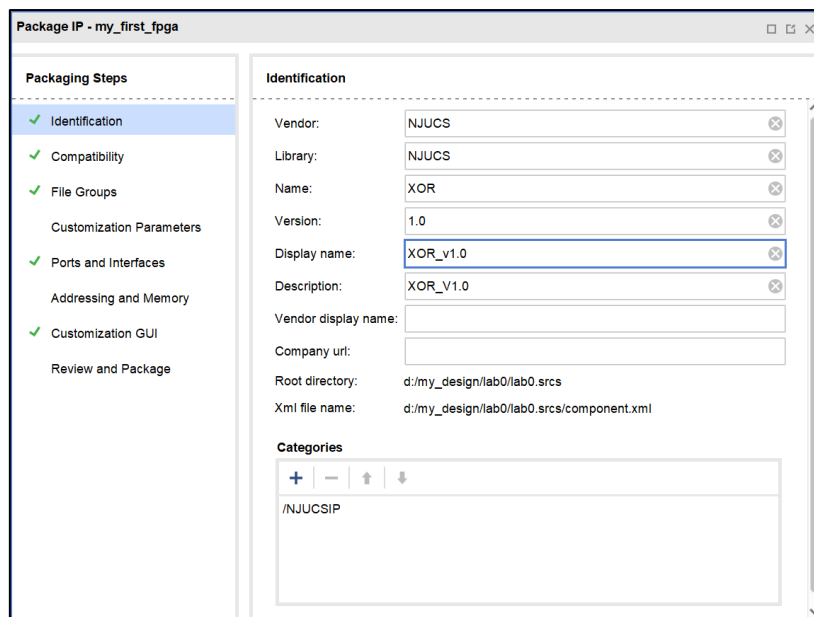 Package IP - my_first_fpga
Packaging Steps
Identification
Compatibility
File Groups
Customization Parameters
Ports and Interfaces
Addressing and Memory
Customization GUI
Review and Package
Identification
Vendor: NJUCS
Library: NJUCS
Name: XOR
Version: 1.0
Display name: XOR_v1.0
Description: XOR_V1.0
Vendor display name:
Company url:
Root directory: d:/my_design/lab0/lab0.srcs
Xml file name: d:/my_design/lab0/lab0.srcs/component.xml
Categories
/NJUCSIP